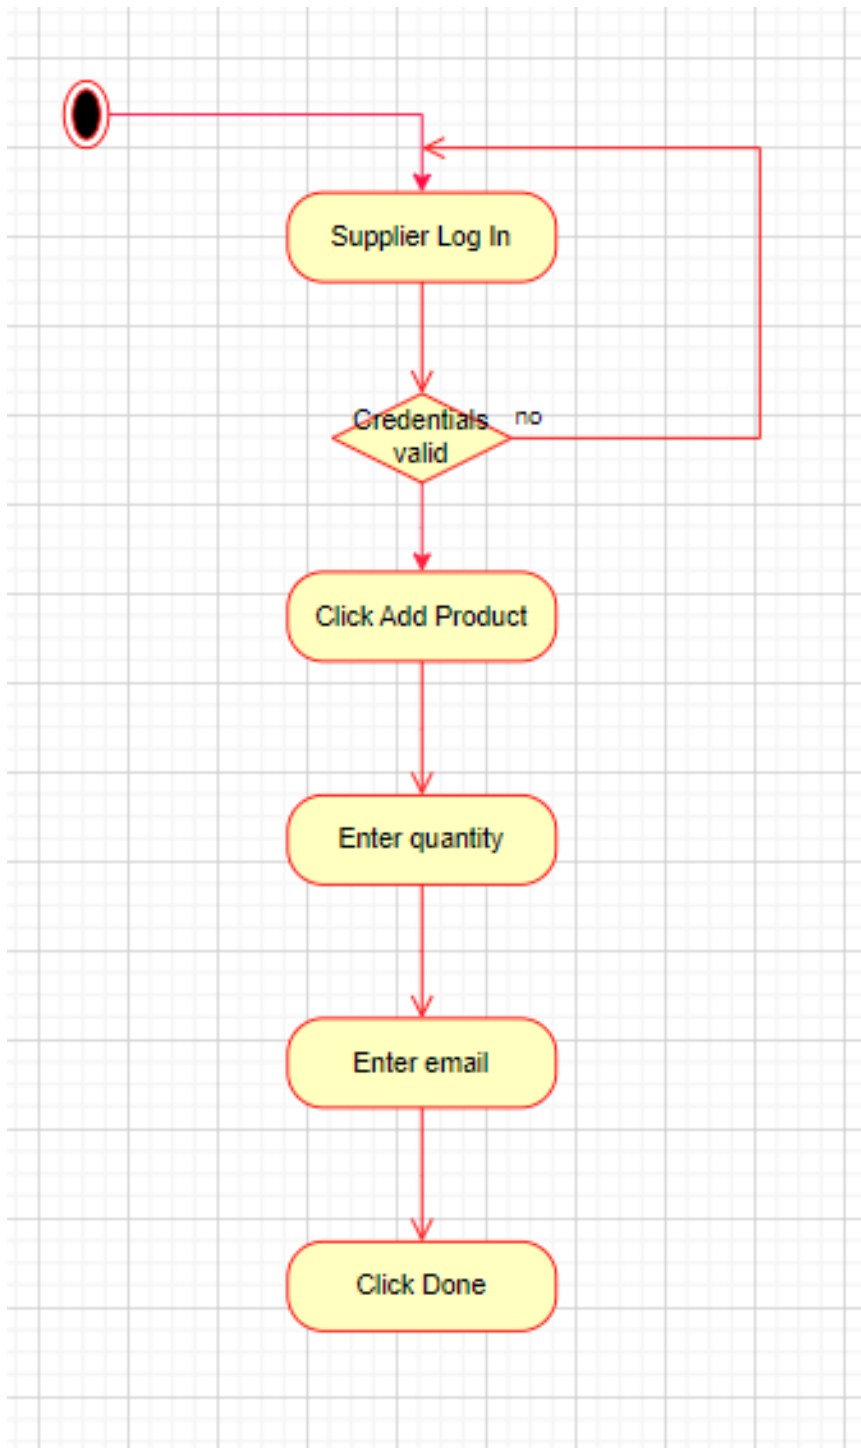 Supplier Log In
Credentials
valid
no
Click Add Product
Enter quantity
Enter email
Click Done